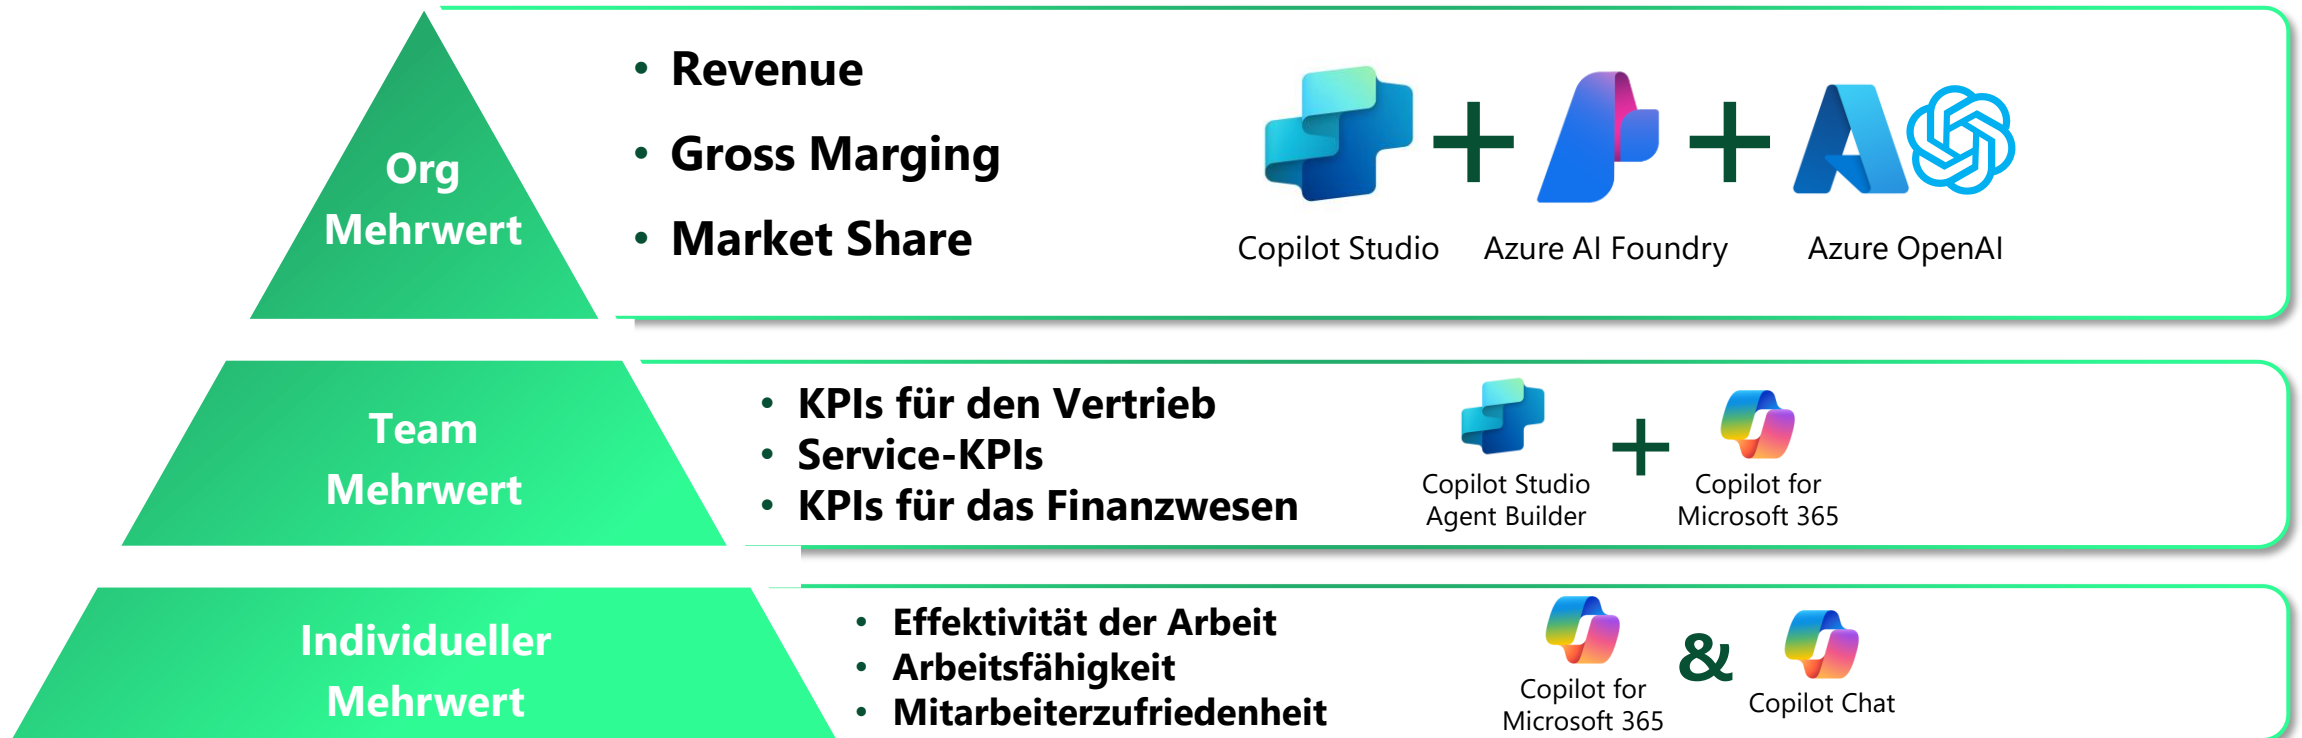 Org
Mehrwert
• Revenue
• Gross Marging
• Market Share
+
+
Copilot Studio
Azure AI Foundry
Azure OpenAI
Team
Mehrwert
• KPIs für den Vertrieb
• Service-KPIs
• KPIs für das Finanzwesen
Copilot Studio
Agent Builder
+
Copilot for
Microsoft 365
Individueller
Mehrwert
• Effektivität der Arbeit
• Arbeitsfähigkeit
• Mitarbeiterzufriedenheit
Copilot for
Microsoft 365
&
Copilot Chat